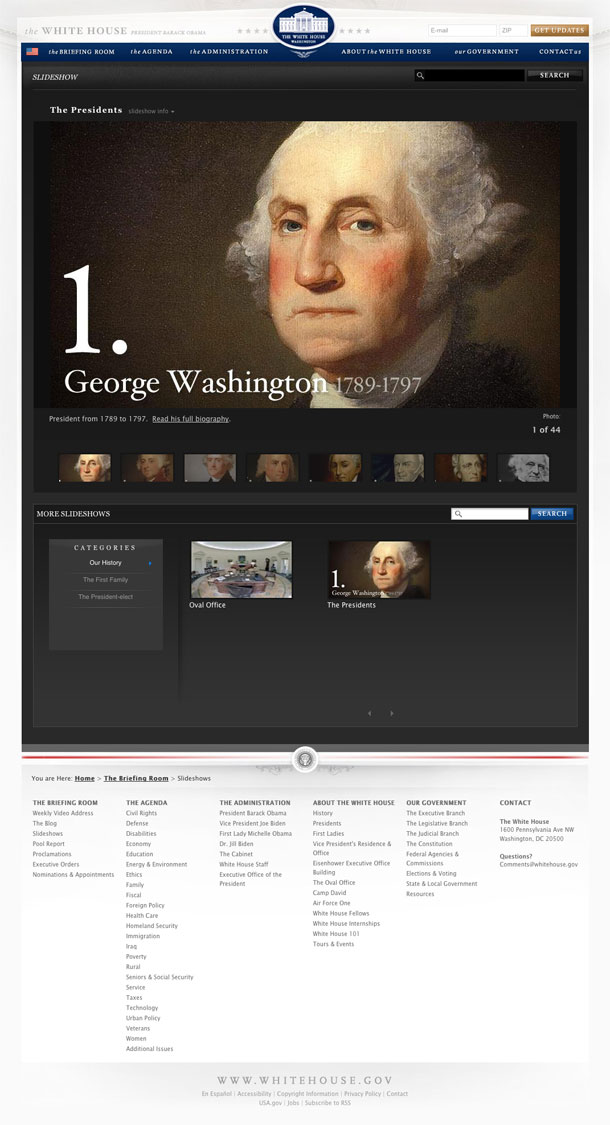 the WHITE HOUSE PRESIDENT BARACK OBAMA
THE WHITE HOUSE
WASHINGTON
E-mail
ZIP
GET UPDATES
the BRIEFING ROOM
the AGENDA
the ADMINISTRATION
ABOUT the WHITE HOUSE
our GOVERNMENT
CONTACT us
SLIDESHOW
SEARCH
The Presidents slideshow info
1.
George Washington 1789-1797
President from 1789 to 1797. Read his full biography.
Photo:
1 of 44
MORE SLIDESHOWS
SEARCH
CATEGORIES
Our History
The First Family
The President-elect
Oval Office
1.
George Washington
The Presidents
You are Here: Home > The Briefing Room > Slideshows
THE BRIEFING ROOM
Weekly Video Address
The Blog
Slideshows
Pool Report
Proclamations
Executive Orders
Nominations & Appointments
THE AGENDA
Civil Rights
Defense
Disabilities
Economy
Education
Energy & Environment
Ethics
Family
Fiscal
Foreign Policy
Health Care
Homeland Security
Immigration
Iraq
Poverty
Rural
Seniors & Social Security
Service
Taxes
Technology
Urban Policy
Veterans
Women
Additional Issues
THE ADMINISTRATION
President Barack Obama
Vice President Joe Biden
First Lady Michelle Obama
Dr. Jill Biden
The Cabinet
White House Staff
Executive Office of the
President
ABOUT THE WHITE HOUSE
History
Presidents
First Ladies
Vice President's Residence &
Office
Eisenhower Executive Office
Building
The Oval Office
Camp David
Air Force One
White House Fellows
White House Internships
White House 101
Tours & Events
OUR GOVERNMENT
The Executive Branch
The Legislative Branch
The Judicial Branch
The Constitution
Federal Agencies &
Commissions
Elections & Voting
State & Local Government
Resources
CONTACT
The White House
1600 Pennsylvania Ave NW
Washington, DC 20500
Questions?
Comments@whitehouse.gov
WWW.WHITEHOUSE.GOV
En Español | Accessibility | Copyright Information | Privacy Policy | Contact
USA.gov | Jobs | Subscribe to RSS